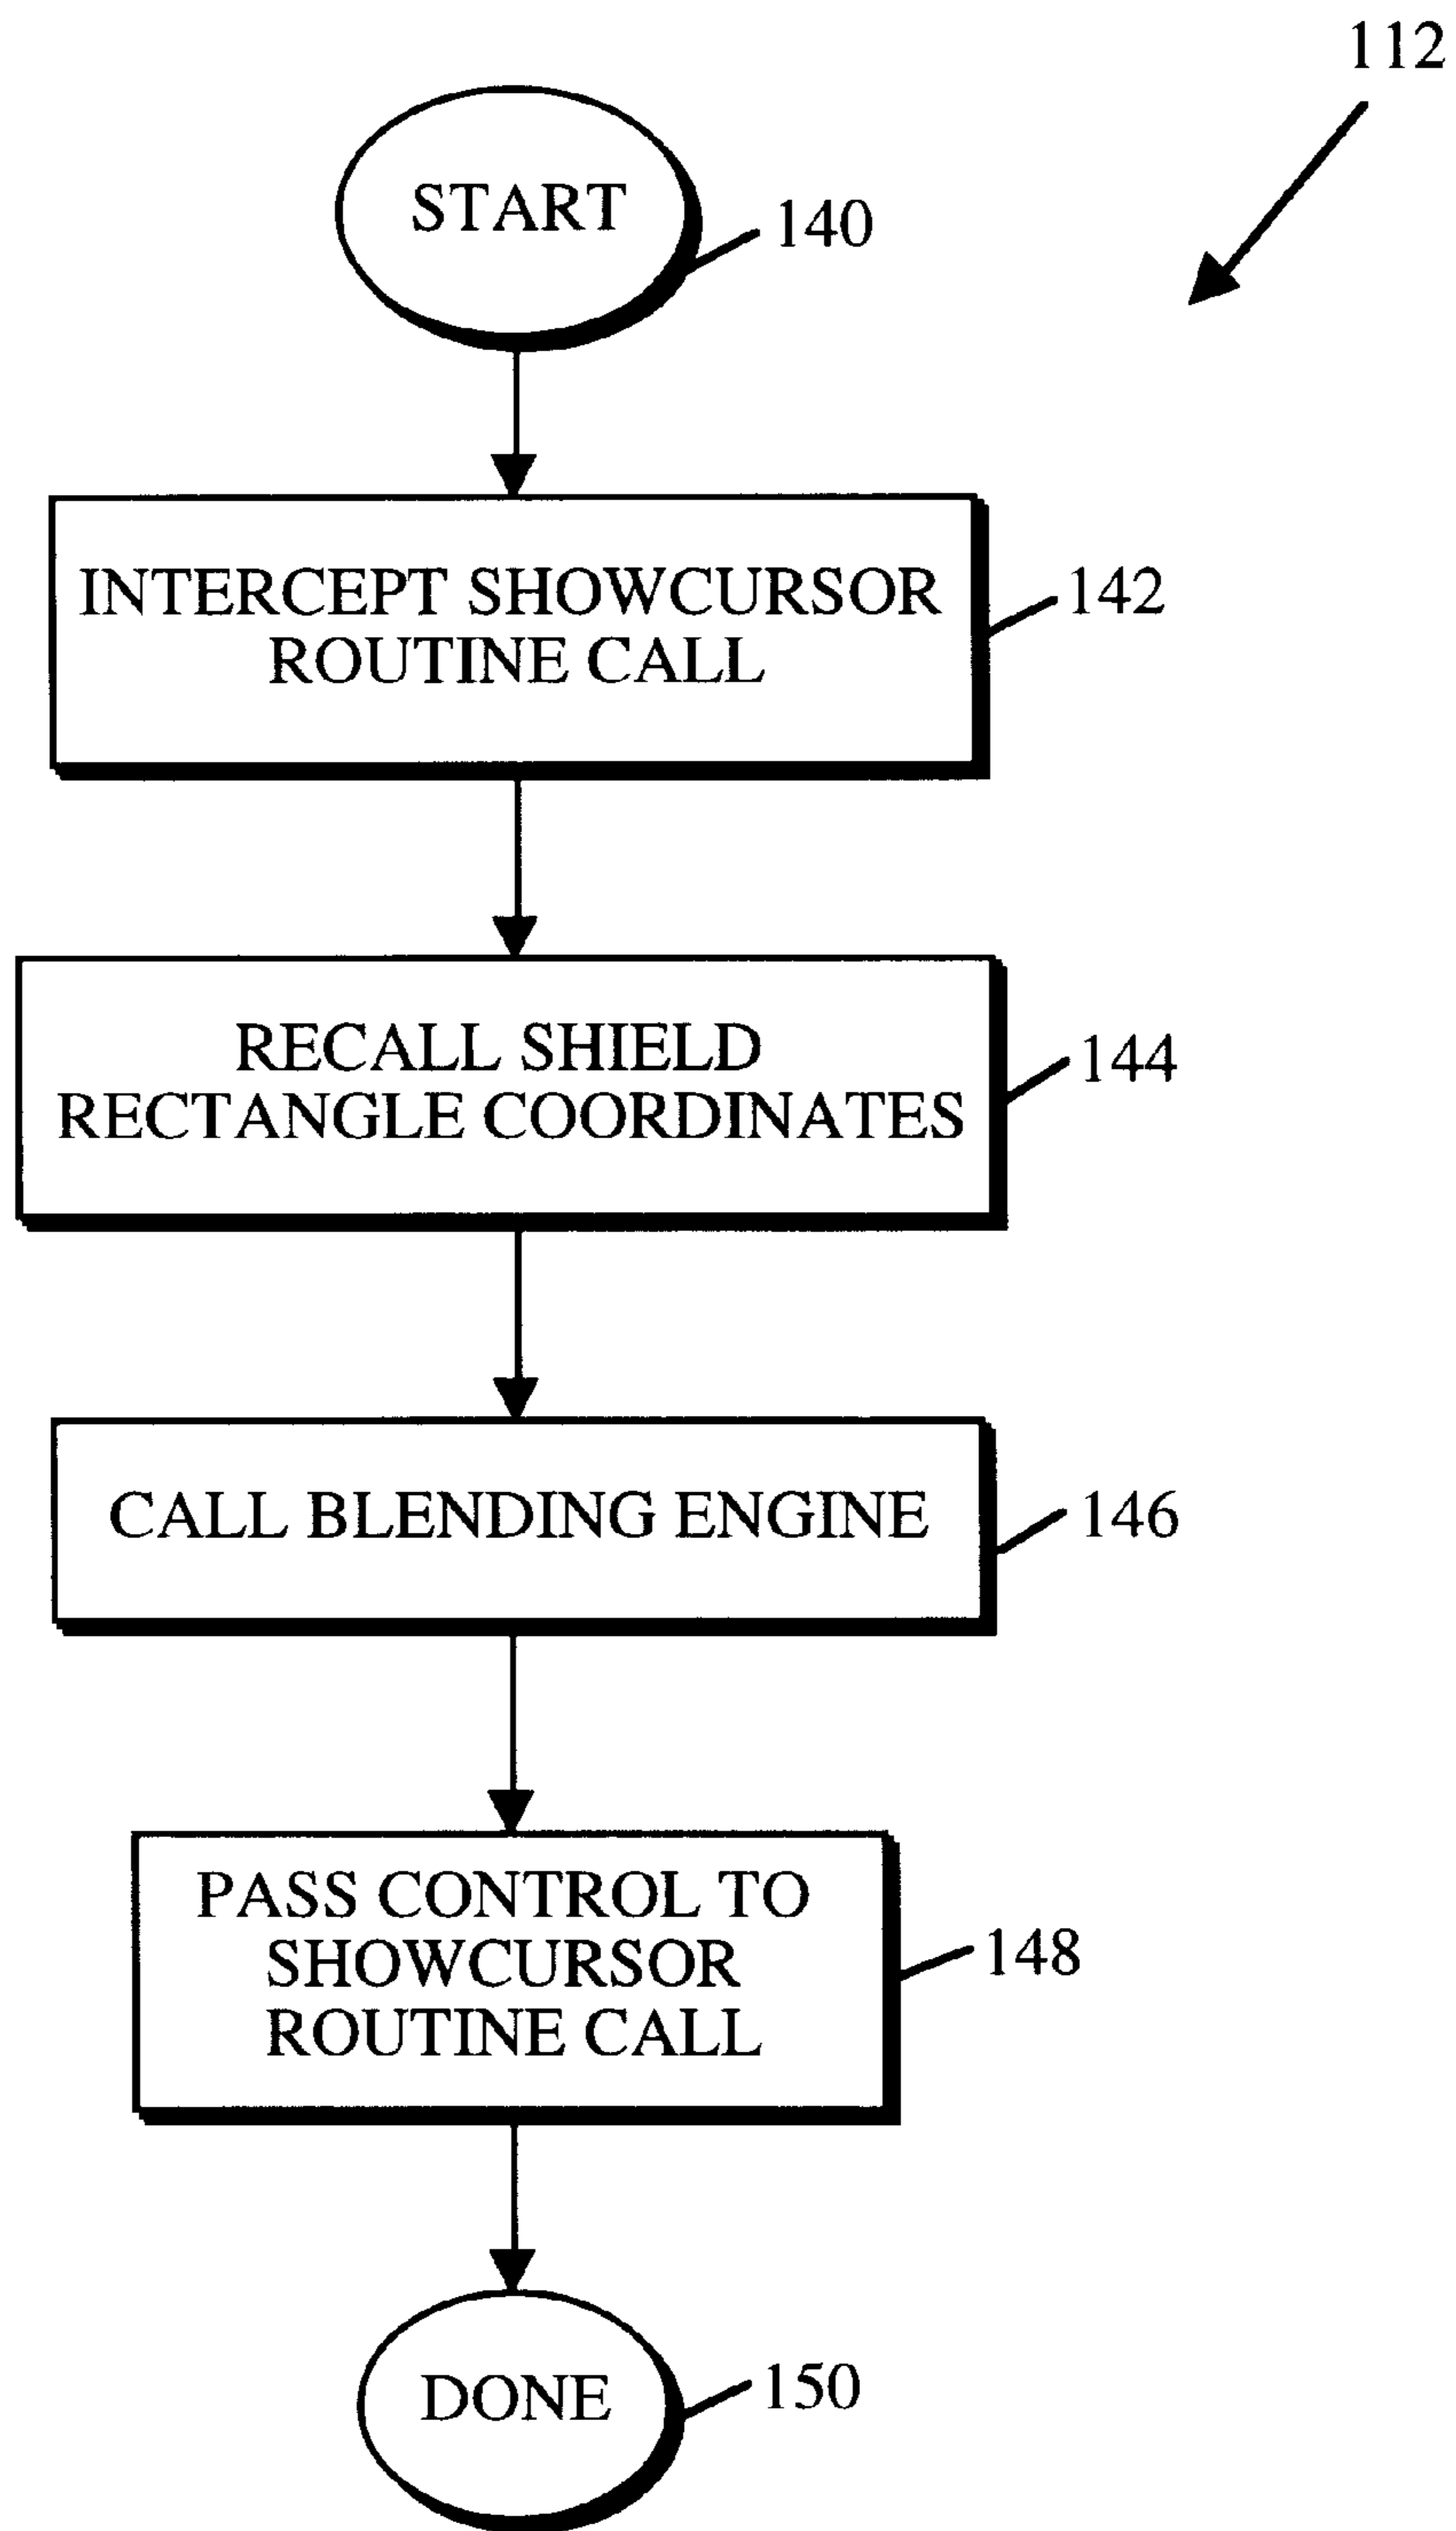 112
START
140
INTERCEPT SHOWCURSOR
ROUTINE CALL
142
RECALL SHIELD
RECTANGLE COORDINATES
144
CALL BLENDING ENGINE
146
PASS CONTROL TO
SHOWCURSOR
ROUTINE CALL
148
DONE
150